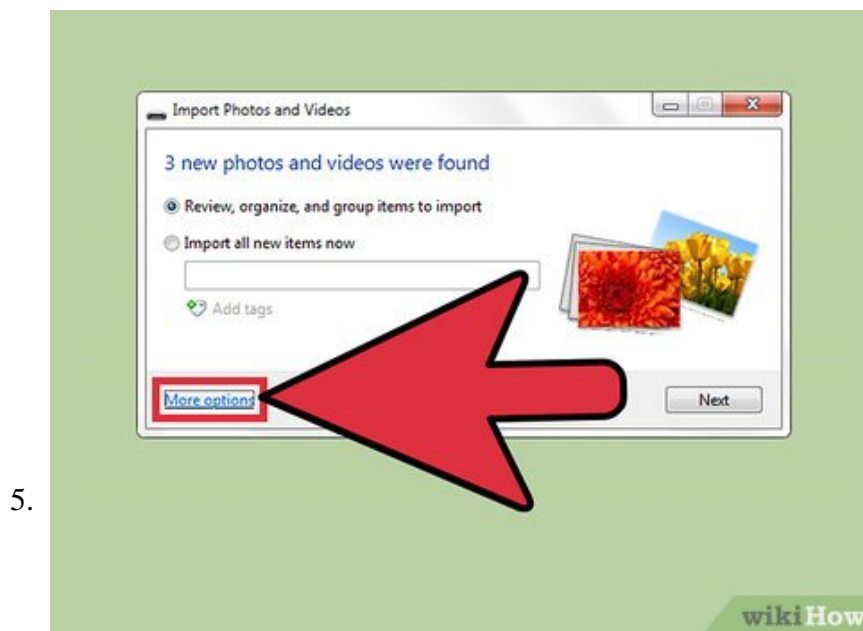 Import Photos and Videos
3 new photos and videos were found
Review, organize, and group items to import
Import all new items now
Add tags
More options
Next
5.
wikiHow